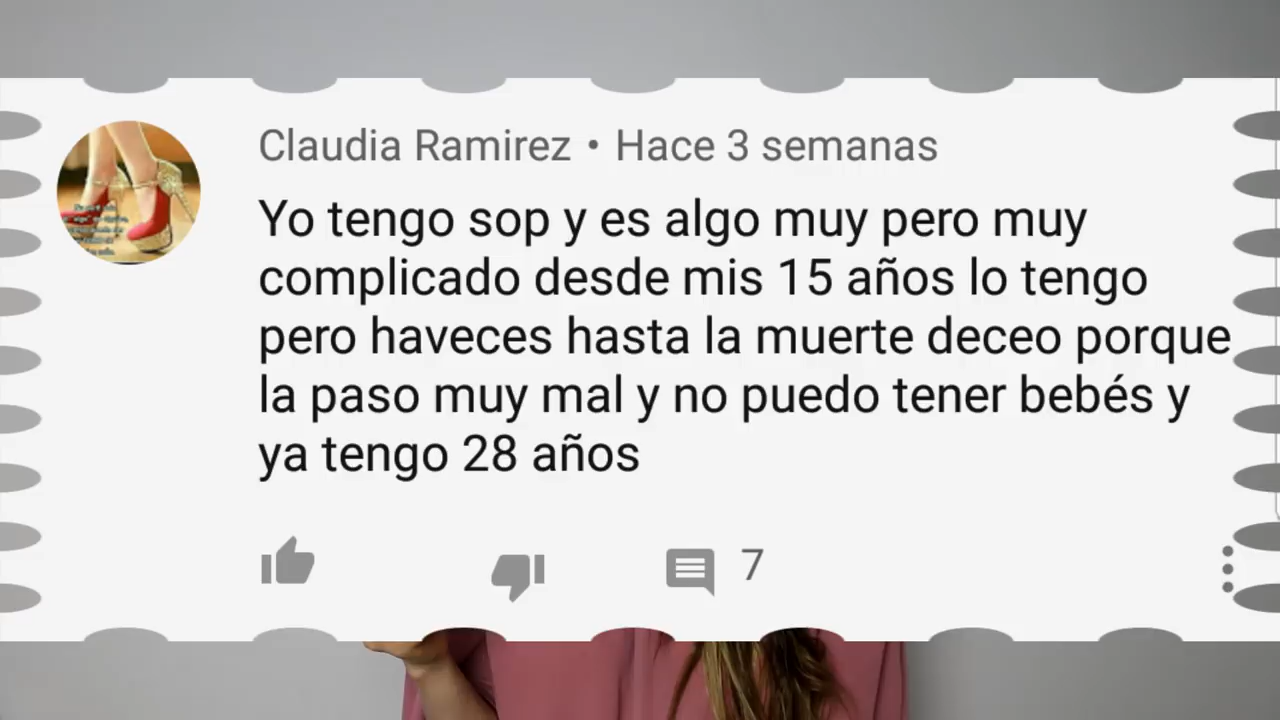 Claudia Ramirez • Hace 3 semanas
Yo tengo sop y es algo muy pero muy
complicado desde mis 15 años lo tengo
pero haveces hasta la muerte deceo porque
la paso muy mal y no puedo tener bebés y
ya tengo 28 años
7